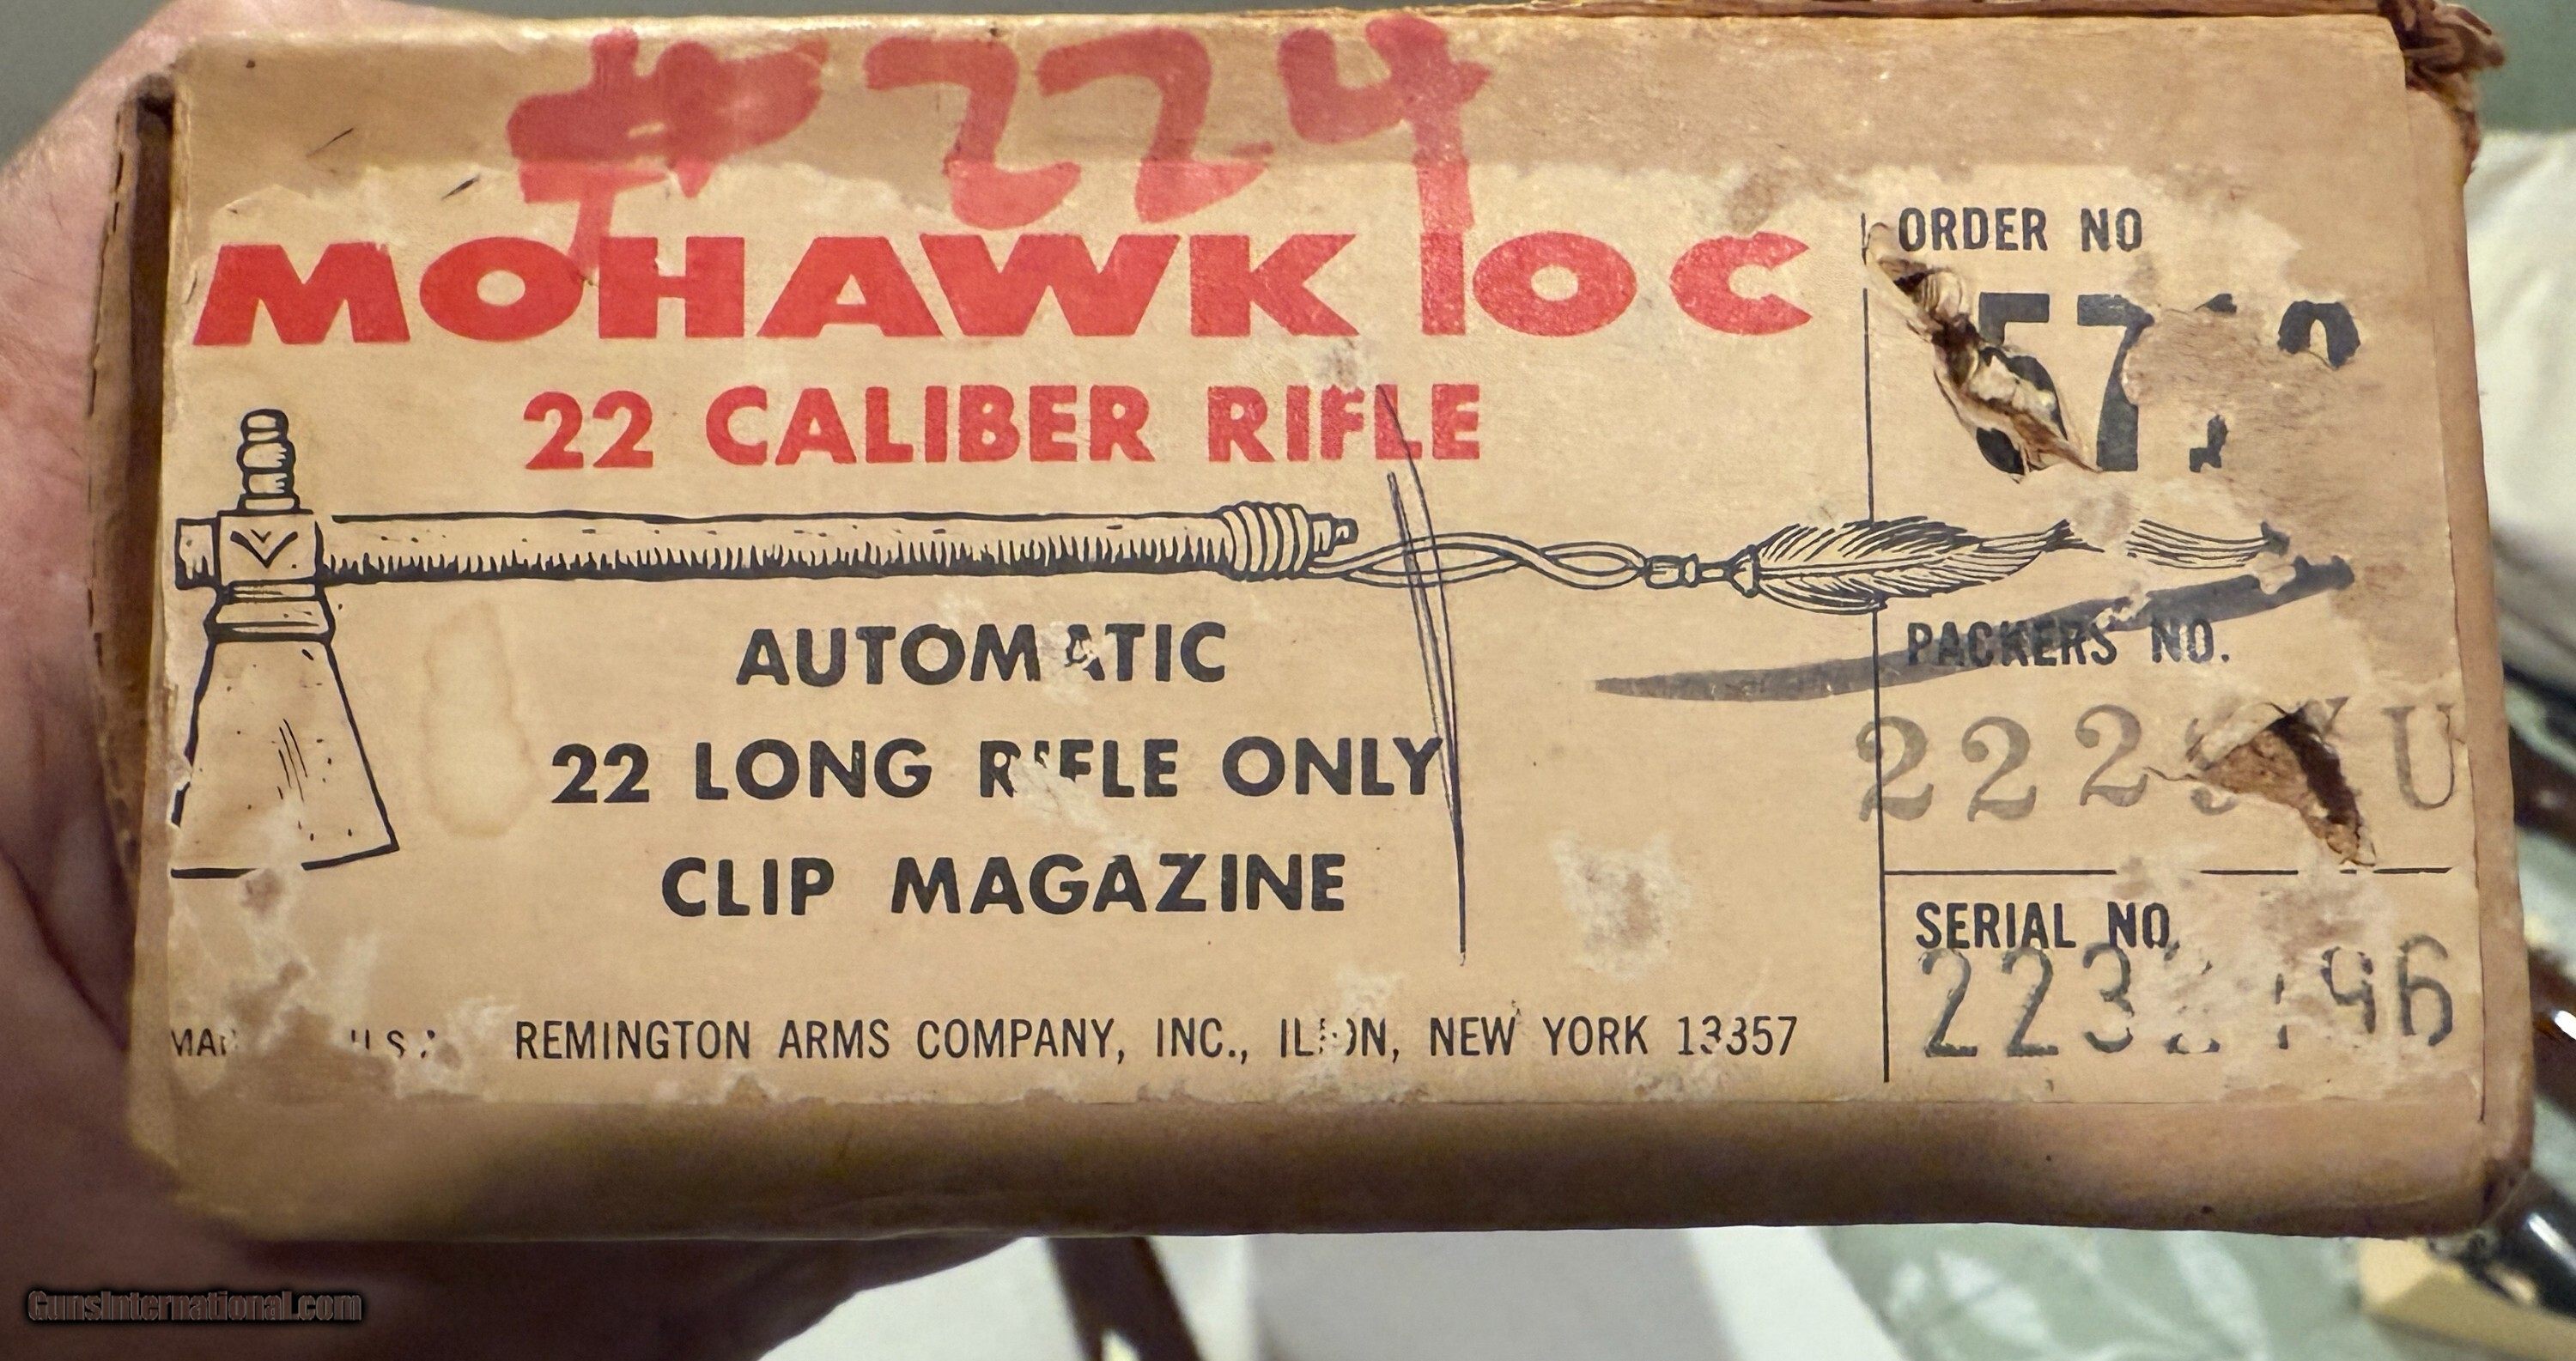 #224
MOHAWK 10C
22 CALIBER RIFLE
AUTOMATIC
22 LONG RIFLE ONLY
CLIP MAGAZINE
REMINGTON ARMS COMPANY, INC., ILION, NEW YORK 13357
ORDER NO
PACKERS NO.
SERIAL NO.
GunsInternational.com